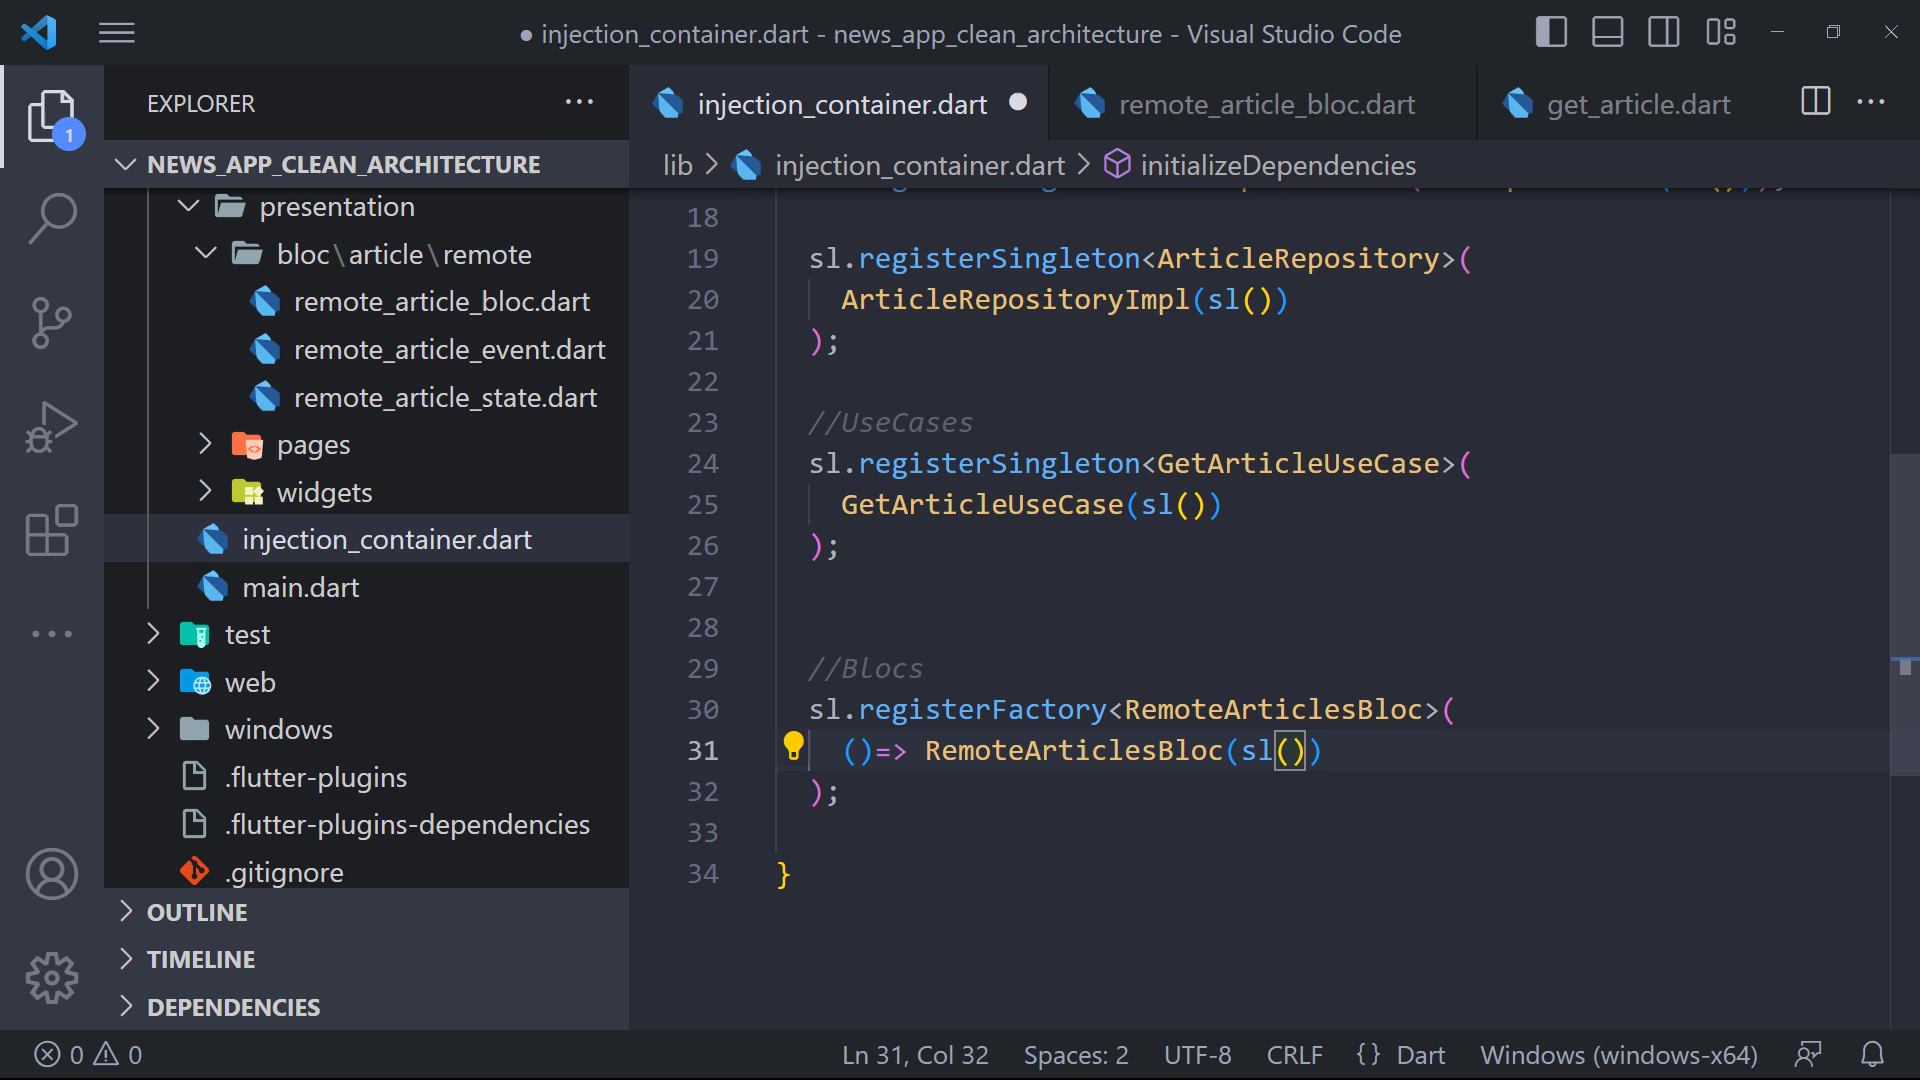 ● injection_container.dart - news_app_clean_architecture - Visual Studio Code
1
EXPLORER
NEWS_APP_CLEAN_ARCHITECTURE
presentation
bloc\article\remote
remote_article_bloc.dart
remote_article_event.dart
remote_article_state.dart
pages
widgets
injection_container.dart
main.dart
test
web
windows
.flutter-plugins
.flutter-plugins-dependencies
.gitignore
OUTLINE
TIMELINE
DEPENDENCIES
injection_container.dart
remote_article_bloc.dart
get_article.dart
lib > injection_container.dart > initializeDependencies
18
19 sl.registerSingleton<ArticleRepository>(
20 ArticleRepositoryImpl(sl())
21 );
22
23 //UseCases
24 sl.registerSingleton<GetArticleUseCase>(
25 GetArticleUseCase(sl())
26 );
27
28
29 //Blocs
30 sl.registerFactory<RemoteArticlesBloc>(
31 ()=> RemoteArticlesBloc(sl())
32 );
33
34 }
0 0 Ln 31, Col 32 Spaces: 2 UTF-8 CRLF {} Dart Windows (windows-x64)